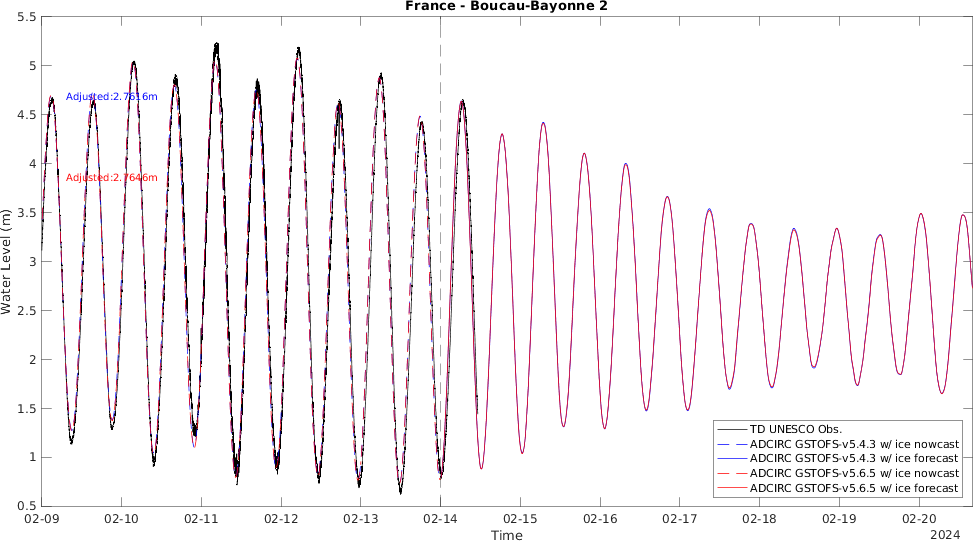 France - Boucau-Bayonne 2
5.5
5
4.5
4
3.5
3
2.5
2
1.5
1
0.5
Water Level (m)
Adjusted:2.7616m
Adjusted:2.7646m
TD UNESCO Obs.
ADCIRC GSTOFS-v5.4.3 w/ ice nowcast
ADCIRC GSTOFS-v5.4.3 w/ ice forecast
ADCIRC GSTOFS-v5.6.5 w/ ice nowcast
ADCIRC GSTOFS-v5.6.5 w/ ice forecast
02-09 02-10 02-11 02-12 02-13 02-14 02-15 02-16 02-17 02-18 02-19 02-20
Time
2024